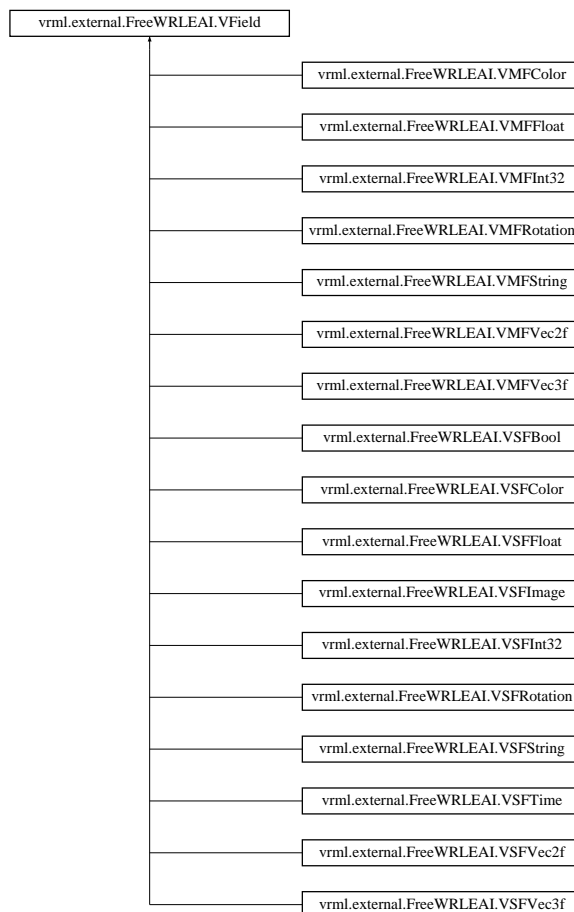 vrml.external.FreeWRLEAI.VField
vrml.external.FreeWRLEAI.VMFColor
vrml.external.FreeWRLEAI.VMFFloat
vrml.external.FreeWRLEAI.VMFInt32
vrml.external.FreeWRLEAI.VMFRotation
vrml.external.FreeWRLEAI.VMFString
vrml.external.FreeWRLEAI.VMFVec2f
vrml.external.FreeWRLEAI.VMFVec3f
vrml.external.FreeWRLEAI.VSFBool
vrml.external.FreeWRLEAI.VSFColor
vrml.external.FreeWRLEAI.VSFFloat
vrml.external.FreeWRLEAI.VSFImage
vrml.external.FreeWRLEAI.VSFInt32
vrml.external.FreeWRLEAI.VSFRotation
vrml.external.FreeWRLEAI.VSFString
vrml.external.FreeWRLEAI.VSFTime
vrml.external.FreeWRLEAI.VSFVec2f
vrml.external.FreeWRLEAI.VSFVec3f